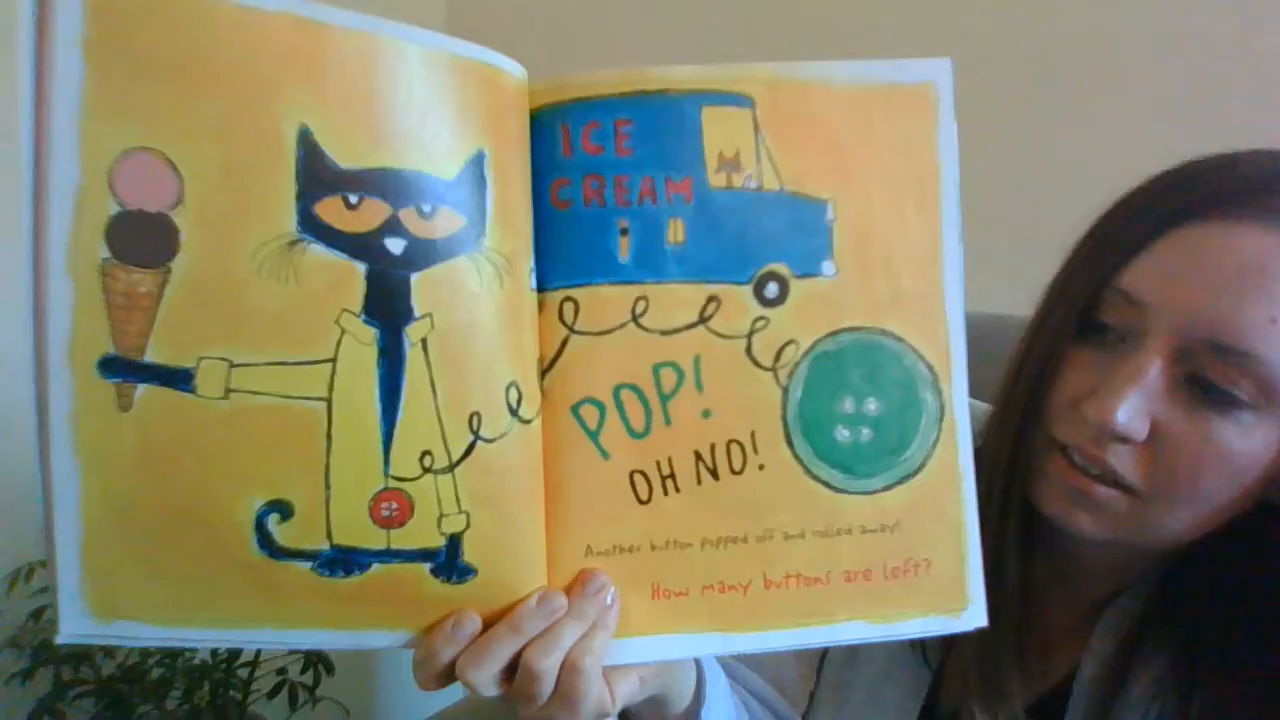 ICE
CREAM
POP!
OH NO!
Another button popped off and rolled away!
How many buttons are left?